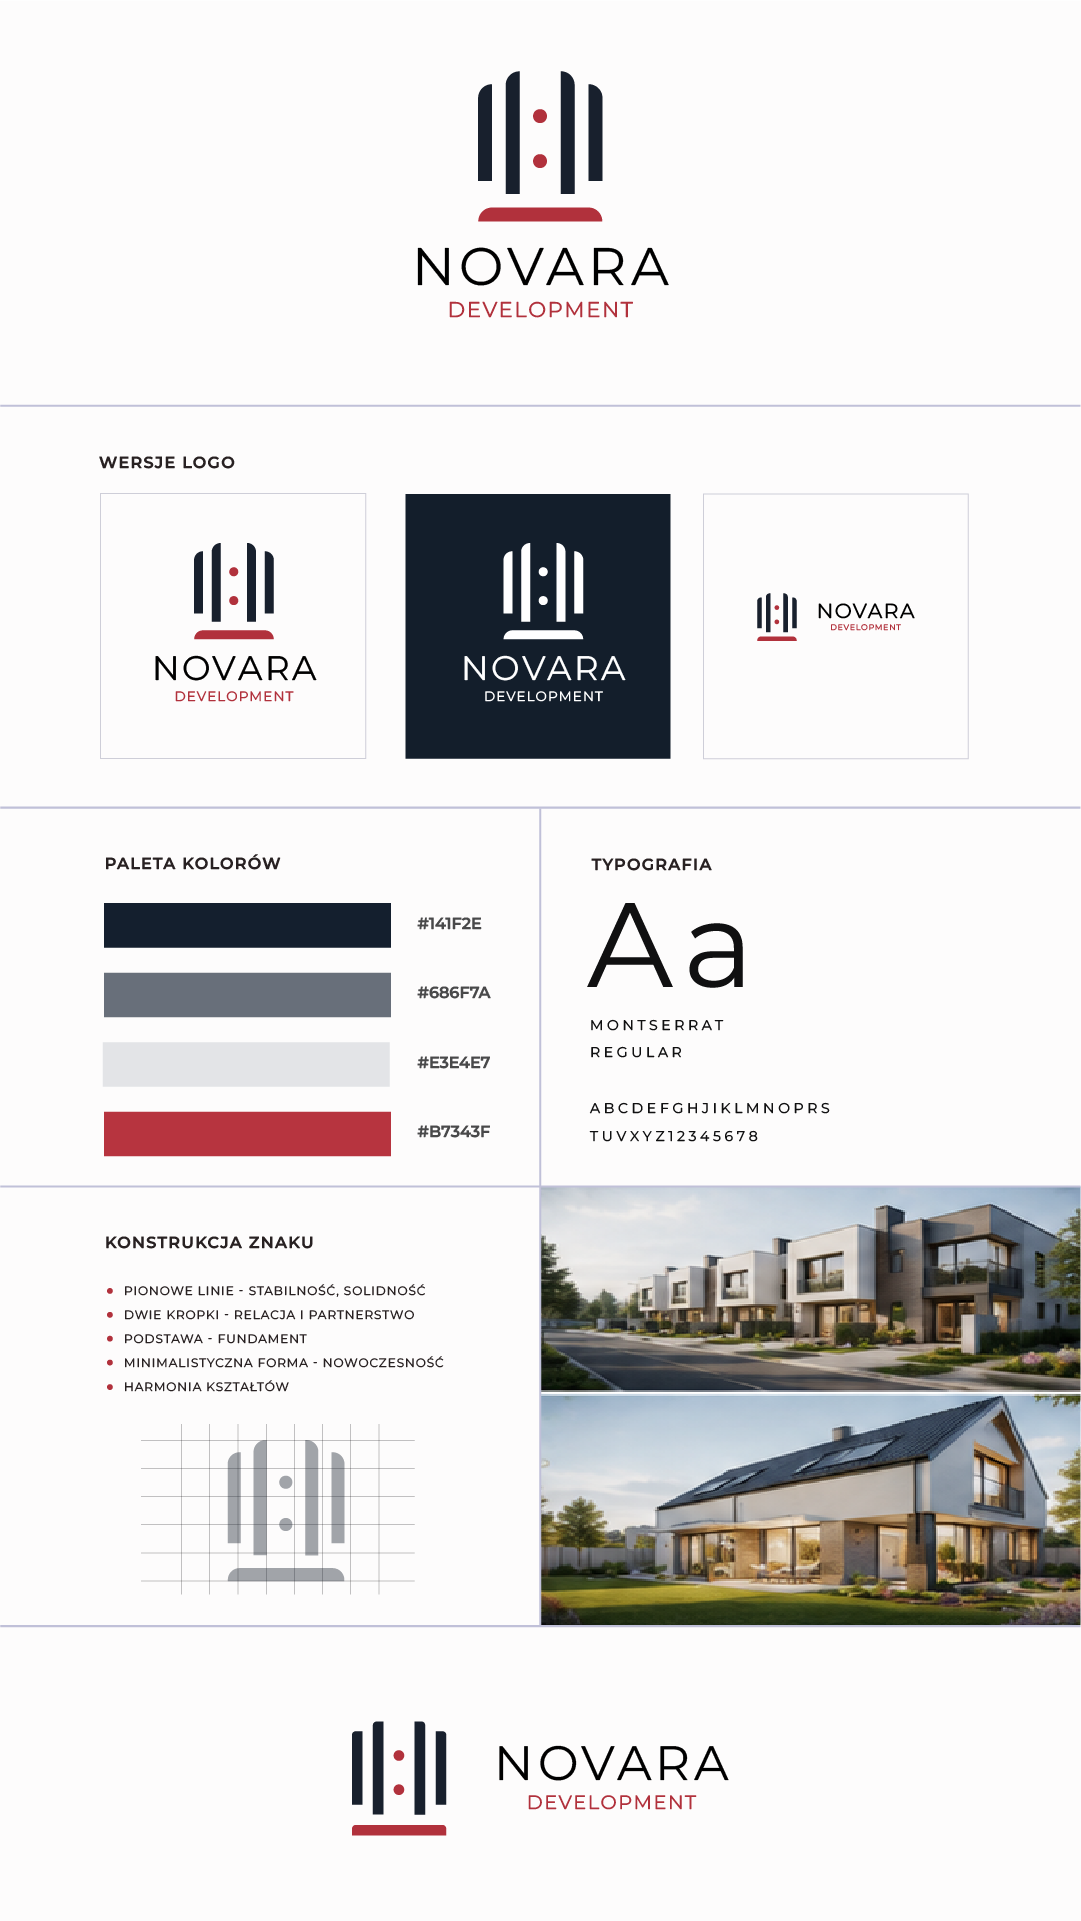 NOVARA
DEVELOPMENT
WERSJE LOGO
NOVARA
DEVELOPMENT
NOVARA
DEVELOPMENT
NOVARA
DEVELOPMENT
PALETA KOLORÓW
#141F2E
#686F7A
#E3E4E7
#B7343F
TYPOGRAFIA
Aa
MONTSERRAT
REGULAR
ABCDEFGHJIKLMNOPRS
TUVXYZ12345678
KONSTRUKCJA ZNAKU
PIONOWE LINIE - STABILNOŚĆ, SOLIDNOŚĆ
DWIE KROPKI - RELACJA I PARTNERSTWO
PODSTAWA - FUNDAMENT
MINIMALISTYCZNA FORMA - NOWOCZESNOŚĆ
HARMONIA KSZTAŁTÓW
NOVARA
DEVELOPMENT